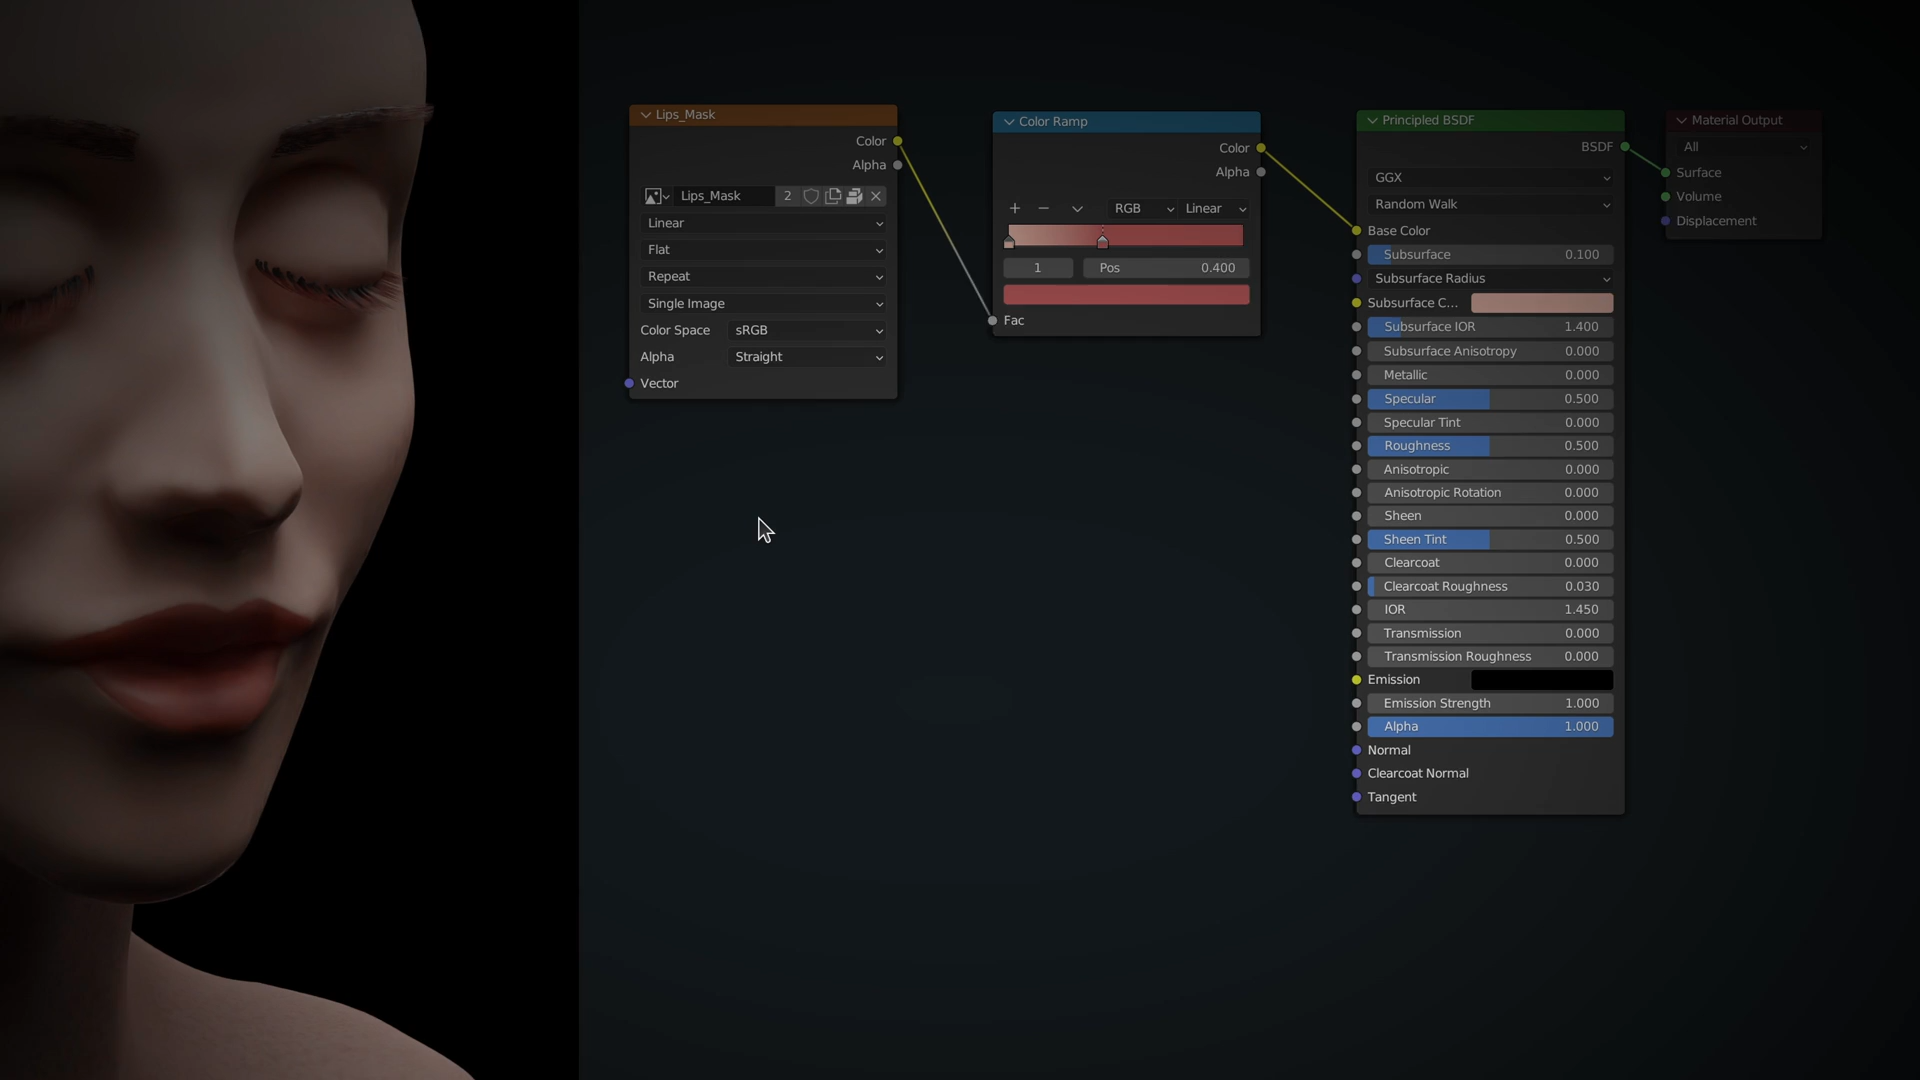 Lips_Mask
Color
Alpha
Lips_Mask 2
Linear
Flat
Repeat
Single Image
Color Space sRGB
Alpha Straight
Vector
Color Ramp
Color
Alpha
RGB Linear
1 Pos 0.400
Fac
Principled BSDF
BSDF
GGX
Random Walk
Base Color
Subsurface 0.100
Subsurface Radius
Subsurface C...
Subsurface IOR 1.400
Subsurface Anisotropy 0.000
Metallic 0.000
Specular 0.500
Specular Tint 0.000
Roughness 0.500
Anisotropic 0.000
Anisotropic Rotation 0.000
Sheen 0.000
Sheen Tint 0.500
Clearcoat 0.000
Clearcoat Roughness 0.030
IOR 1.450
Transmission 0.000
Transmission Roughness 0.000
Emission
Emission Strength 1.000
Alpha 1.000
Normal
Clearcoat Normal
Tangent
Material Output
All
Surface
Volume
Displacement